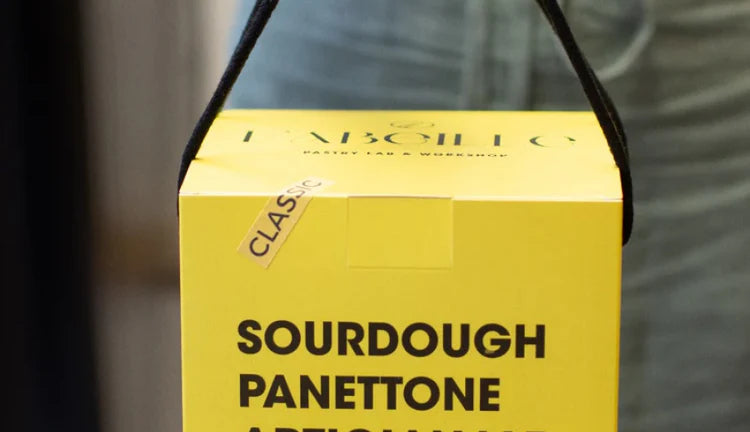 PASTRY LAB & WORKSHOP
CLASSIC
SOURDOUGH
PANETTONE